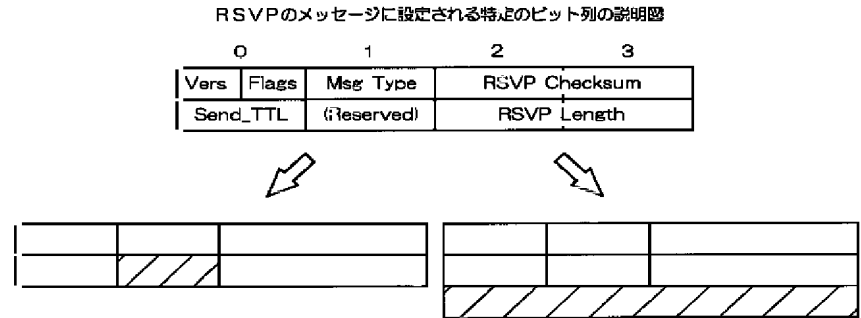 RSVPのメッセージに設定される特定のビット列の説明図
0 1 2 3
Vers Flags Msg Type RSVP Checksum
Send_TTL (Reserved) RSVP Length